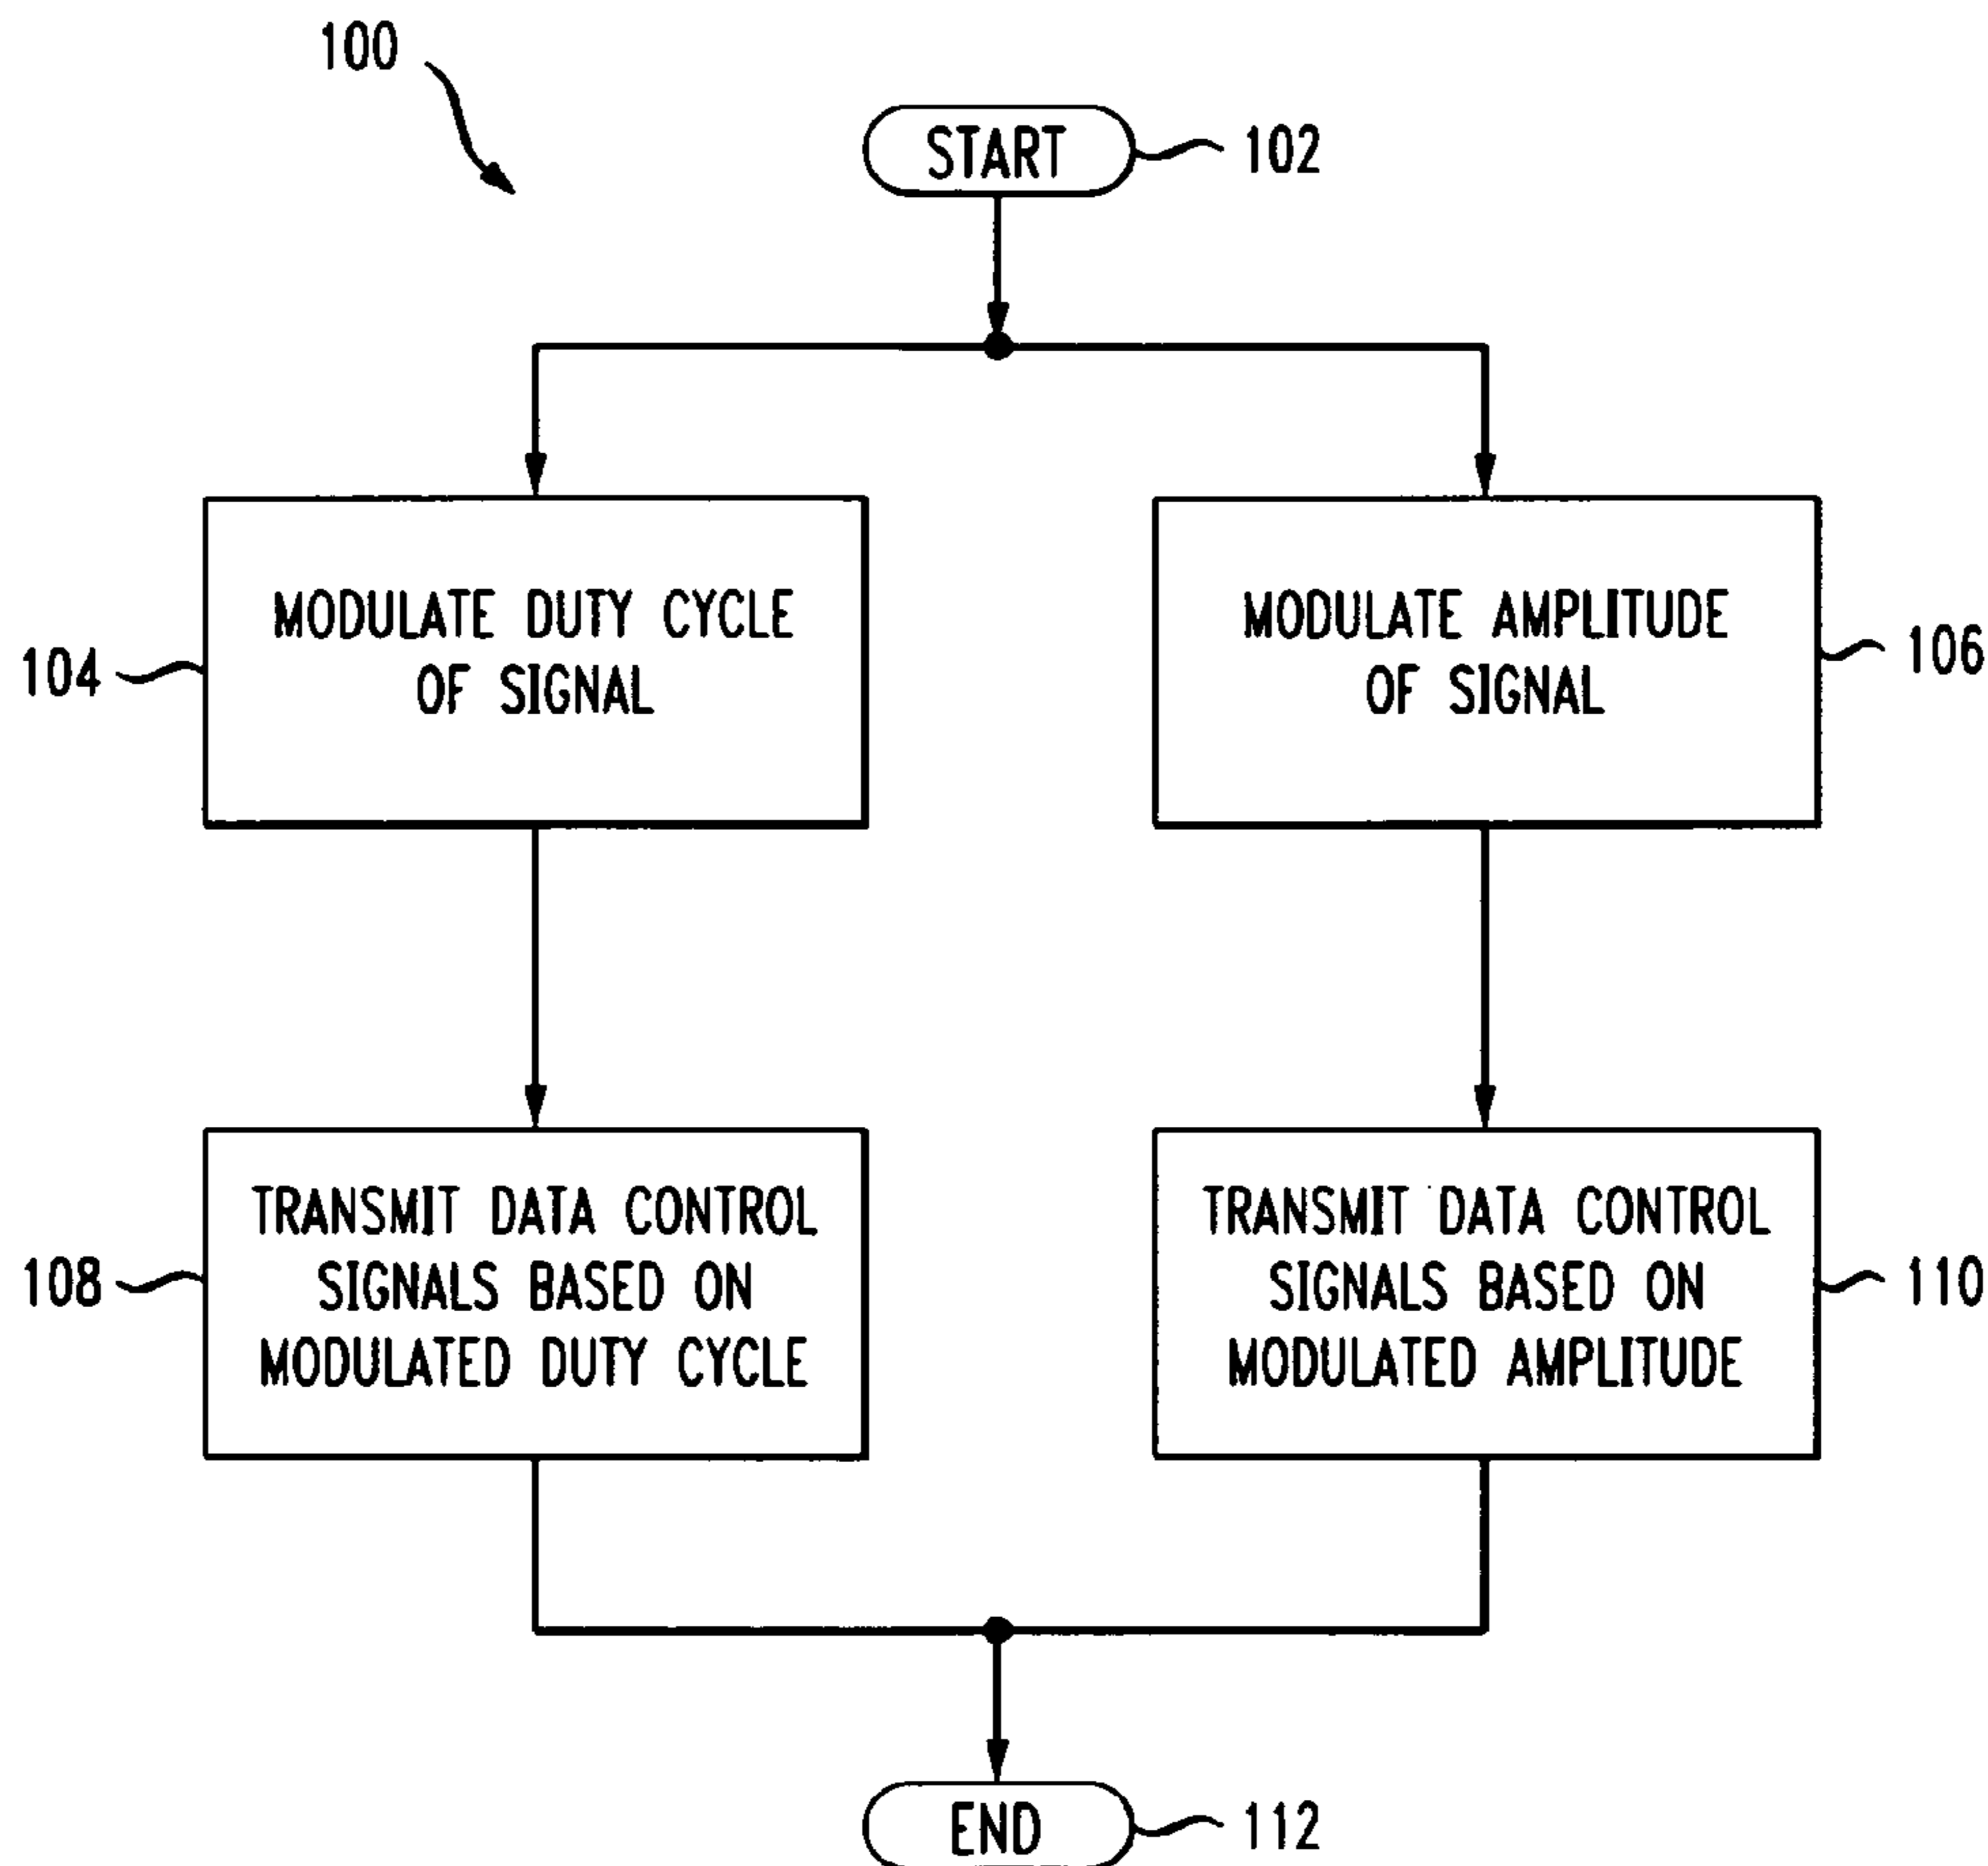 100
START
102
MODULATE DUTY CYCLE
OF SIGNAL
104
MODULATE AMPLITUDE
OF SIGNAL
106
TRANSMIT DATA CONTROL
SIGNALS BASED ON
MODULATED DUTY CYCLE
108
TRANSMIT DATA CONTROL
SIGNALS BASED ON
MODULATED AMPLITUDE
110
END
112